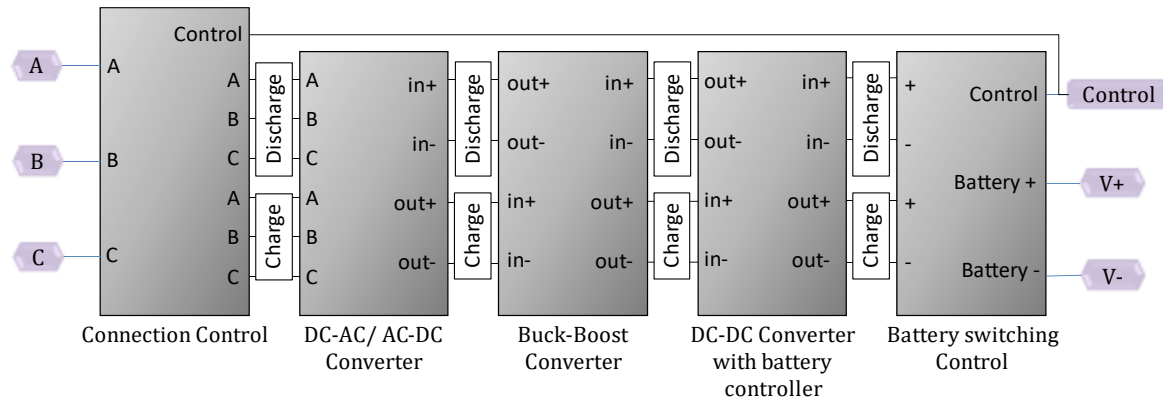 A
B
C
Control
A
B
C
A
B
C
A
B
C
Connection Control
Discharge
Charge
A
B
C
A
B
C
in+
in-
out+
out-
DC-AC/ AC-DC
Converter
Discharge
Charge
out+
out-
in+
in-
in+
in-
out+
out-
Buck-Boost
Converter
Discharge
Charge
out+
out-
in+
in-
in+
in-
out+
out-
DC-DC Converter
with battery
controller
Discharge
Charge
+
-
+
-
Control
Battery +
Battery -
Battery switching
Control
Control
V+
V-